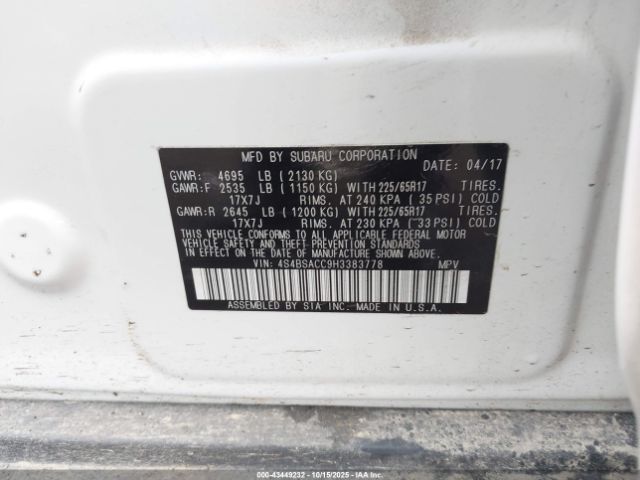 MFD BY SUBARU CORPORATION
DATE: 04/17
GVWR: 4695 LB ( 2130 KG)
GAWR:F 2535 LB ( 1150 KG) WITH 225/65R17 TIRES.
17X7J RIMS. AT 240 KPA ( 35 PSI) COLD
GAWR:R 2645 LB ( 1200 KG) WITH 225/65R17 TIRES.
17X7J RIMS. AT 230 KPA ( 33 PSI) COLD
THIS VEHICLE CONFORMS TO ALL APPLICABLE FEDERAL MOTOR
VEHICLE SAFETY AND THEFT PREVENTION STANDARDS
IN EFFECT ON THE DATE OF MANUFACTURE SHOWN ABOVE.
VIN: 4S4BSACC9H3383778 MPV
ASSEMBLED BY SIA INC. MADE IN U.S.A.
000-43449232 - 10/15/2025 - IAAI.COM